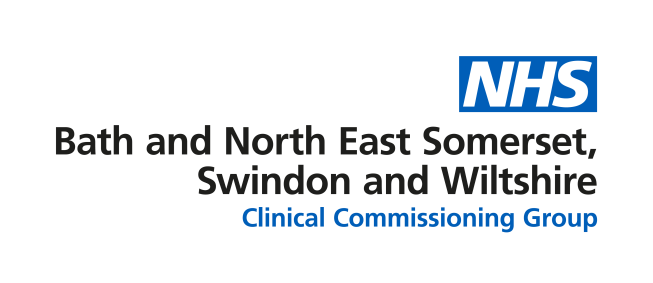 NHS
Bath and North East Somerset,
Swindon and Wiltshire
Clinical Commissioning Group